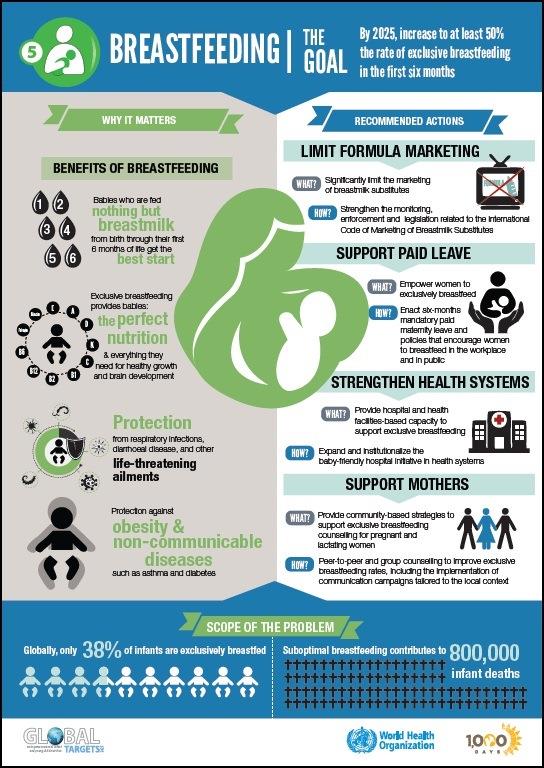 5
BREASTFEEDING
THE
GOAL
By 2025, increase to at least 50%
the rate of exclusive breastfeeding
in the first six months
WHY IT MATTERS
BENEFITS OF BREASTFEEDING
1 2
3 4
5 6
Babies who are fed
nothing but
breastmilk
from birth through their first
6 months of life get the
best start
Exclusive breastfeeding
provides babies:
the perfect
nutrition
& everything they
need for healthy growth
and brain development
E
A
D
K
C
B1
B2
B12
B6
Protection
from respiratory infections,
diarrhoeal disease, and other
life-threatening
ailments
Protection against
obesity &
non-communicable
diseases
such as asthma and diabetes
RECOMMENDED ACTIONS
LIMIT FORMULA MARKETING
WHAT?
Significantly limit the marketing
of breastmilk substitutes
HOW?
Strengthen the monitoring,
enforcement and legislation related to the International
Code of Marketing of Breastmilk Substitutes
SUPPORT PAID LEAVE
WHAT?
Empower women to
exclusively breastfeed
HOW?
Enact six-months
mandatory paid
maternity leave and
policies that encourage women
to breastfeed in the workplace
and in public
STRENGTHEN HEALTH SYSTEMS
WHAT?
Provide hospital and health
facilities-based capacity to
support exclusive breastfeeding
HOW?
Expand and institutionalize the
baby-friendly hospital initiative in health systems
SUPPORT MOTHERS
WHAT?
Provide community-based strategies to
support exclusive breastfeeding
counselling for pregnant and
lactating women
HOW?
Peer-to-peer and group counselling to improve exclusive
breastfeeding rates, including the implementation of
communication campaigns tailored to the local context
SCOPE OF THE PROBLEM
Globally, only 38% of infants are exclusively breastfed
Suboptimal breastfeeding contributes to 800,000
infant deaths
GLOBAL
TARGETS
World Health
Organization
1,000
DAYS